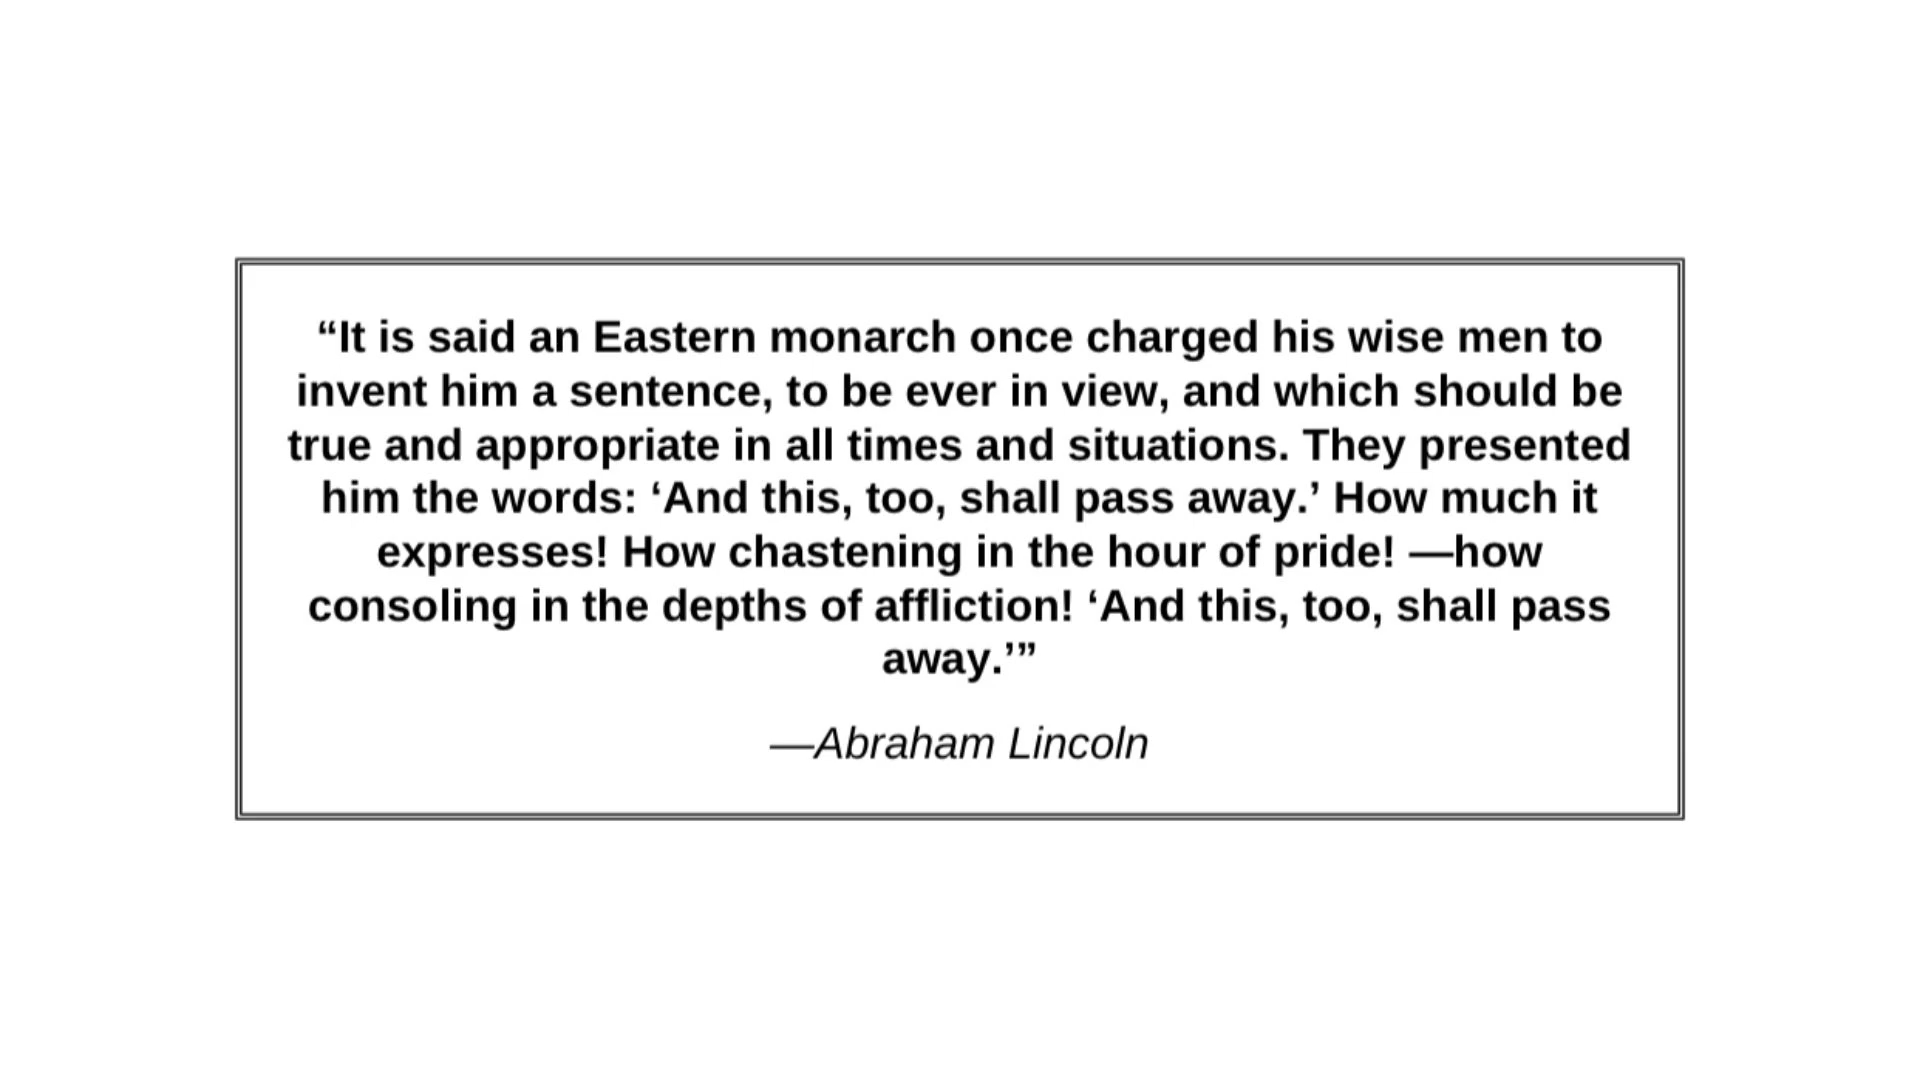 “It is said an Eastern monarch once charged his wise men to
invent him a sentence, to be ever in view, and which should be
true and appropriate in all times and situations. They presented
him the words: ‘And this, too, shall pass away.’ How much it
expresses! How chastening in the hour of pride! —how
consoling in the depths of affliction! ‘And this, too, shall pass
away.’”
—Abraham Lincoln